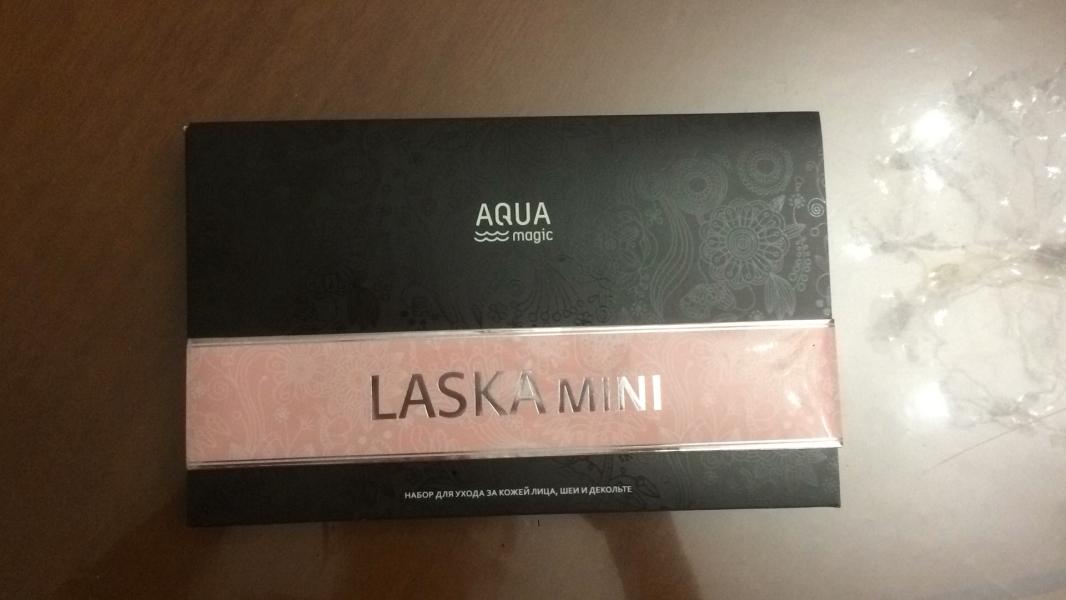 AQUA
magic
LASKA MINI
НАБОР ДЛЯ УХОДА ЗА КОЖЕЙ ЛИЦА, ШЕИ И ДЕКОЛЬТЕ